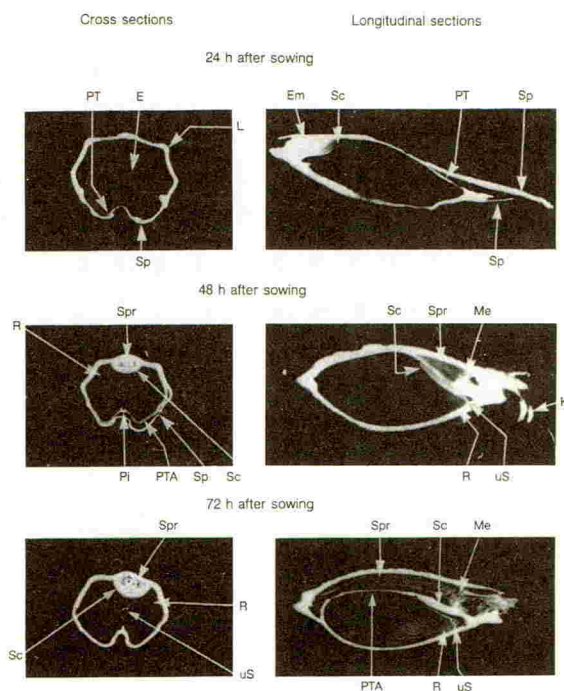 Cross sections Longitudinal sections
24 h after sowing
PT E Em Sc PT Sp
L
Sp Sp
48 h after sowing
Spr Sc Spr Me
R
K
Pi PTA Sp Sc R uS
72 h after sowing
Spr Spr Sc Me
R
Sc
uS
PTA R uS